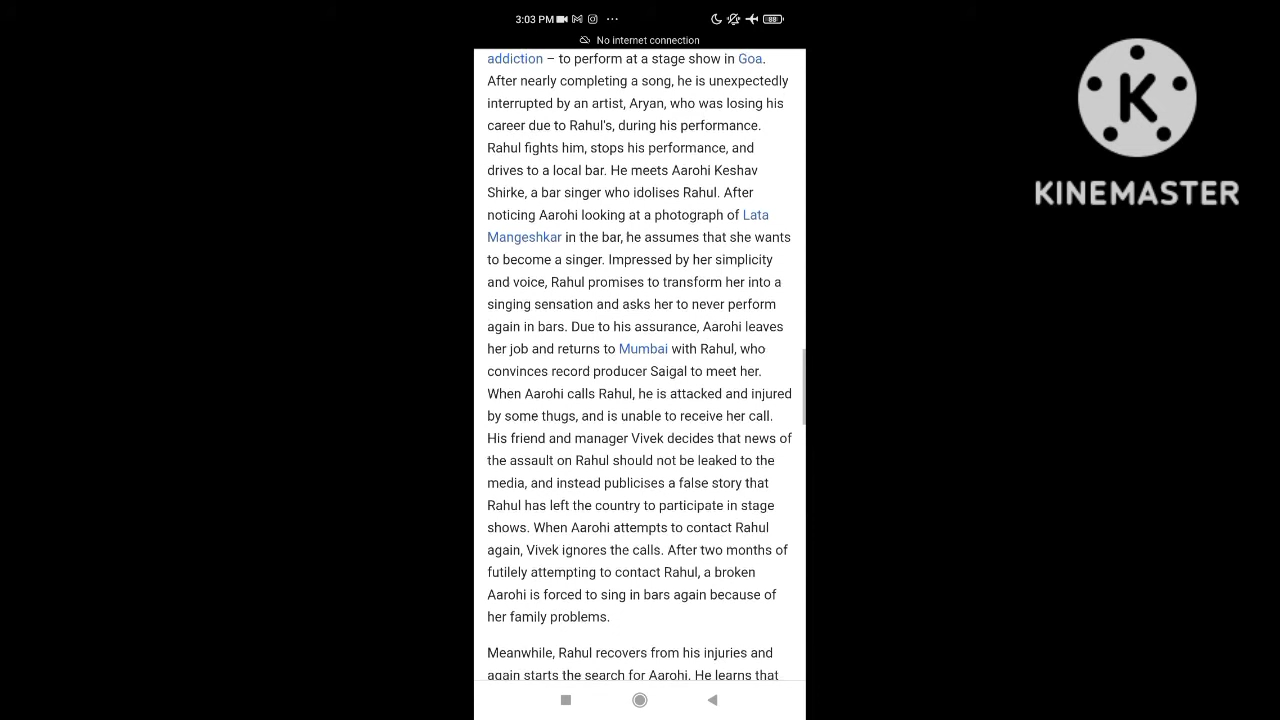 3:03 PM
88
No internet connection
addiction – to perform at a stage show in Goa.
After nearly completing a song, he is unexpectedly
interrupted by an artist, Aryan, who was losing his
career due to Rahul's, during his performance.
Rahul fights him, stops his performance, and
drives to a local bar. He meets Aarohi Keshav
Shirke, a bar singer who idolises Rahul. After
noticing Aarohi looking at a photograph of Lata
Mangeshkar in the bar, he assumes that she wants
to become a singer. Impressed by her simplicity
and voice, Rahul promises to transform her into a
singing sensation and asks her to never perform
again in bars. Due to his assurance, Aarohi leaves
her job and returns to Mumbai with Rahul, who
convinces record producer Saigal to meet her.
When Aarohi calls Rahul, he is attacked and injured
by some thugs, and is unable to receive her call.
His friend and manager Vivek decides that news of
the assault on Rahul should not be leaked to the
media, and instead publicises a false story that
Rahul has left the country to participate in stage
shows. When Aarohi attempts to contact Rahul
again, Vivek ignores the calls. After two months of
futilely attempting to contact Rahul, a broken
Aarohi is forced to sing in bars again because of
her family problems.
Meanwhile, Rahul recovers from his injuries and
again starts the search for Aarohi. He learns that
K
KINEMASTER